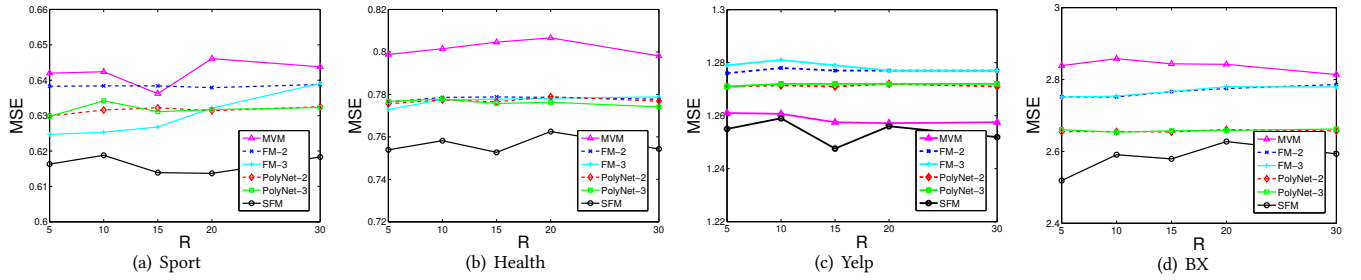 0.66
0.65
0.64
0.63
0.62
0.61
0.6
MSE
5 10 15 20 30
R
MVM
FM-2
FM-3
PolyNet-2
PolyNet-3
SFM
(a) Sport
0.82
0.8
0.78
0.76
0.74
0.72
MSE
5 10 15 20 30
R
MVM
FM-2
FM-3
PolyNet-2
PolyNet-3
SFM
(b) Health
1.3
1.28
1.26
1.24
1.22
MSE
5 10 15 20 30
R
MVM
FM-2
FM-3
PolyNet-2
PolyNet-3
SFM
(c) Yelp
3
2.8
2.6
2.4
MSE
5 10 15 20 30
R
MVM
FM-2
FM-3
PolyNet-2
PolyNet-3
SFM
(d) BX